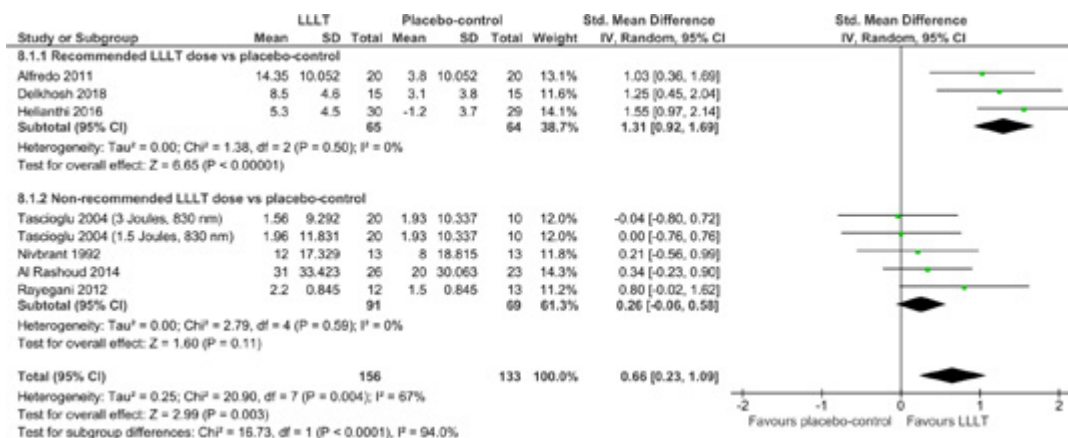 LLLT Placebo-control Std. Mean Difference Std. Mean Difference
Study or Subgroup Mean SD Total Mean SD Total Weight IV, Random, 95% CI IV, Random, 95% CI
8.1.1 Recommended LLLT dose vs placebo-control
Alfredo 2011 14.35 10.052 20 3.8 10.052 20 13.1% 1.03 [0.36, 1.69]
Delkhosh 2018 8.5 4.6 15 3.1 3.8 15 11.6% 1.25 [0.45, 2.04]
Helianthi 2016 5.3 4.5 30 -1.2 3.7 29 14.1% 1.55 [0.97, 2.14]
Subtotal (95% CI) 65 64 38.7% 1.31 [0.92, 1.69]
Heterogeneity: Tau² = 0.00; Chi² = 1.38, df = 2 (P = 0.50); I² = 0%
Test for overall effect: Z = 6.65 (P < 0.00001)
8.1.2 Non-recommended LLLT dose vs placebo-control
Tascioglu 2004 (3 Joules, 830 nm) 1.56 9.292 20 1.93 10.337 10 12.0% -0.04 [-0.80, 0.72]
Tascioglu 2004 (1.5 Joules, 830 nm) 1.96 11.831 20 1.93 10.337 10 12.0% 0.00 [-0.76, 0.76]
Nivbrant 1992 12 17.329 13 8 18.815 13 11.8% 0.21 [-0.56, 0.99]
Al Rashoud 2014 31 33.423 26 20 30.063 23 14.3% 0.34 [-0.23, 0.90]
Rayegani 2012 2.2 0.845 12 1.5 0.845 13 11.2% 0.80 [-0.02, 1.62]
Subtotal (95% CI) 91 69 61.3% 0.26 [-0.06, 0.58]
Heterogeneity: Tau² = 0.00; Chi² = 2.79, df = 4 (P = 0.59); I² = 0%
Test for overall effect: Z = 1.60 (P = 0.11)
Total (95% CI) 156 133 100.0% 0.66 [0.23, 1.09]
Heterogeneity: Tau² = 0.25; Chi² = 20.90, df = 7 (P = 0.004); I² = 67%
Test for overall effect: Z = 2.99 (P = 0.003)
Test for subgroup differences: Chi² = 16.73, df = 1 (P < 0.0001), I² = 94.0%
-2 -1 0 1 2
Favours placebo-control Favours LLLT